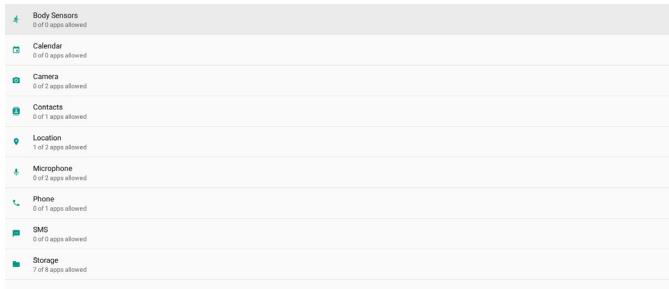 Body Sensors
0 of 0 apps allowed
Calendar
0 of 0 apps allowed
Camera
0 of 2 apps allowed
Contacts
0 of 1 apps allowed
Location
1 of 2 apps allowed
Microphone
0 of 2 apps allowed
Phone
0 of 1 apps allowed
SMS
0 of 0 apps allowed
Storage
7 of 8 apps allowed